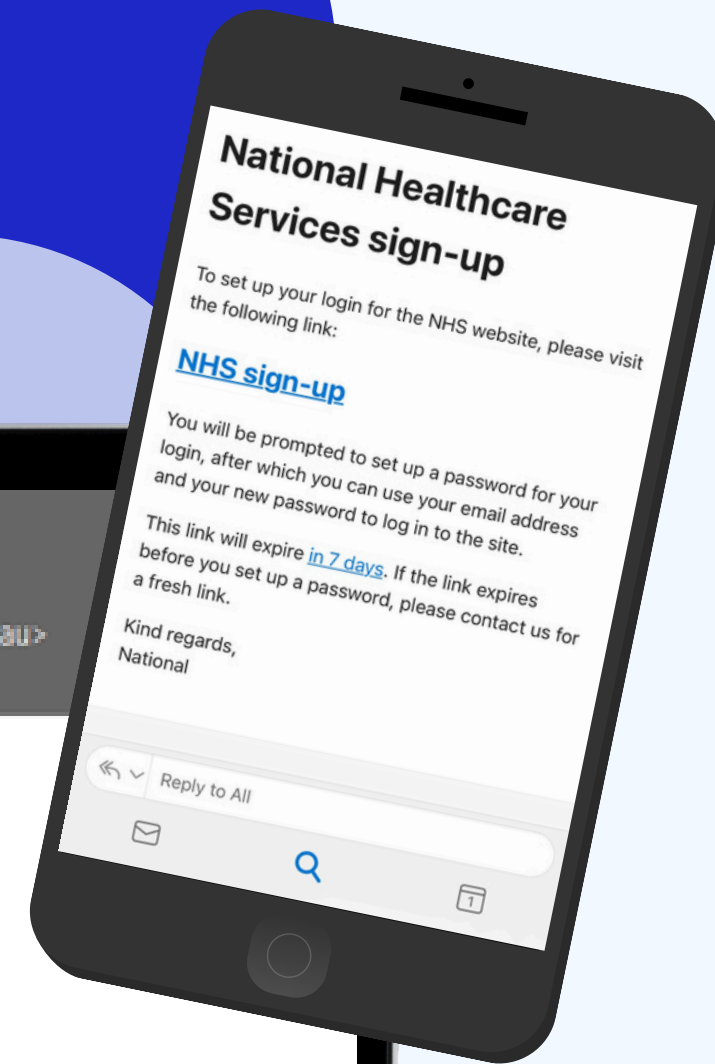 National Healthcare
Services sign-up
To set up your login for the NHS website, please visit
the following link:
NHS sign-up
You will be prompted to set up a password for your
login, after which you can use your email address
and your new password to log in to the site.
This link will expire in 7 days. If the link expires
before you set up a password, please contact us for
a fresh link.
Kind regards,
National
Reply to All
1
au>